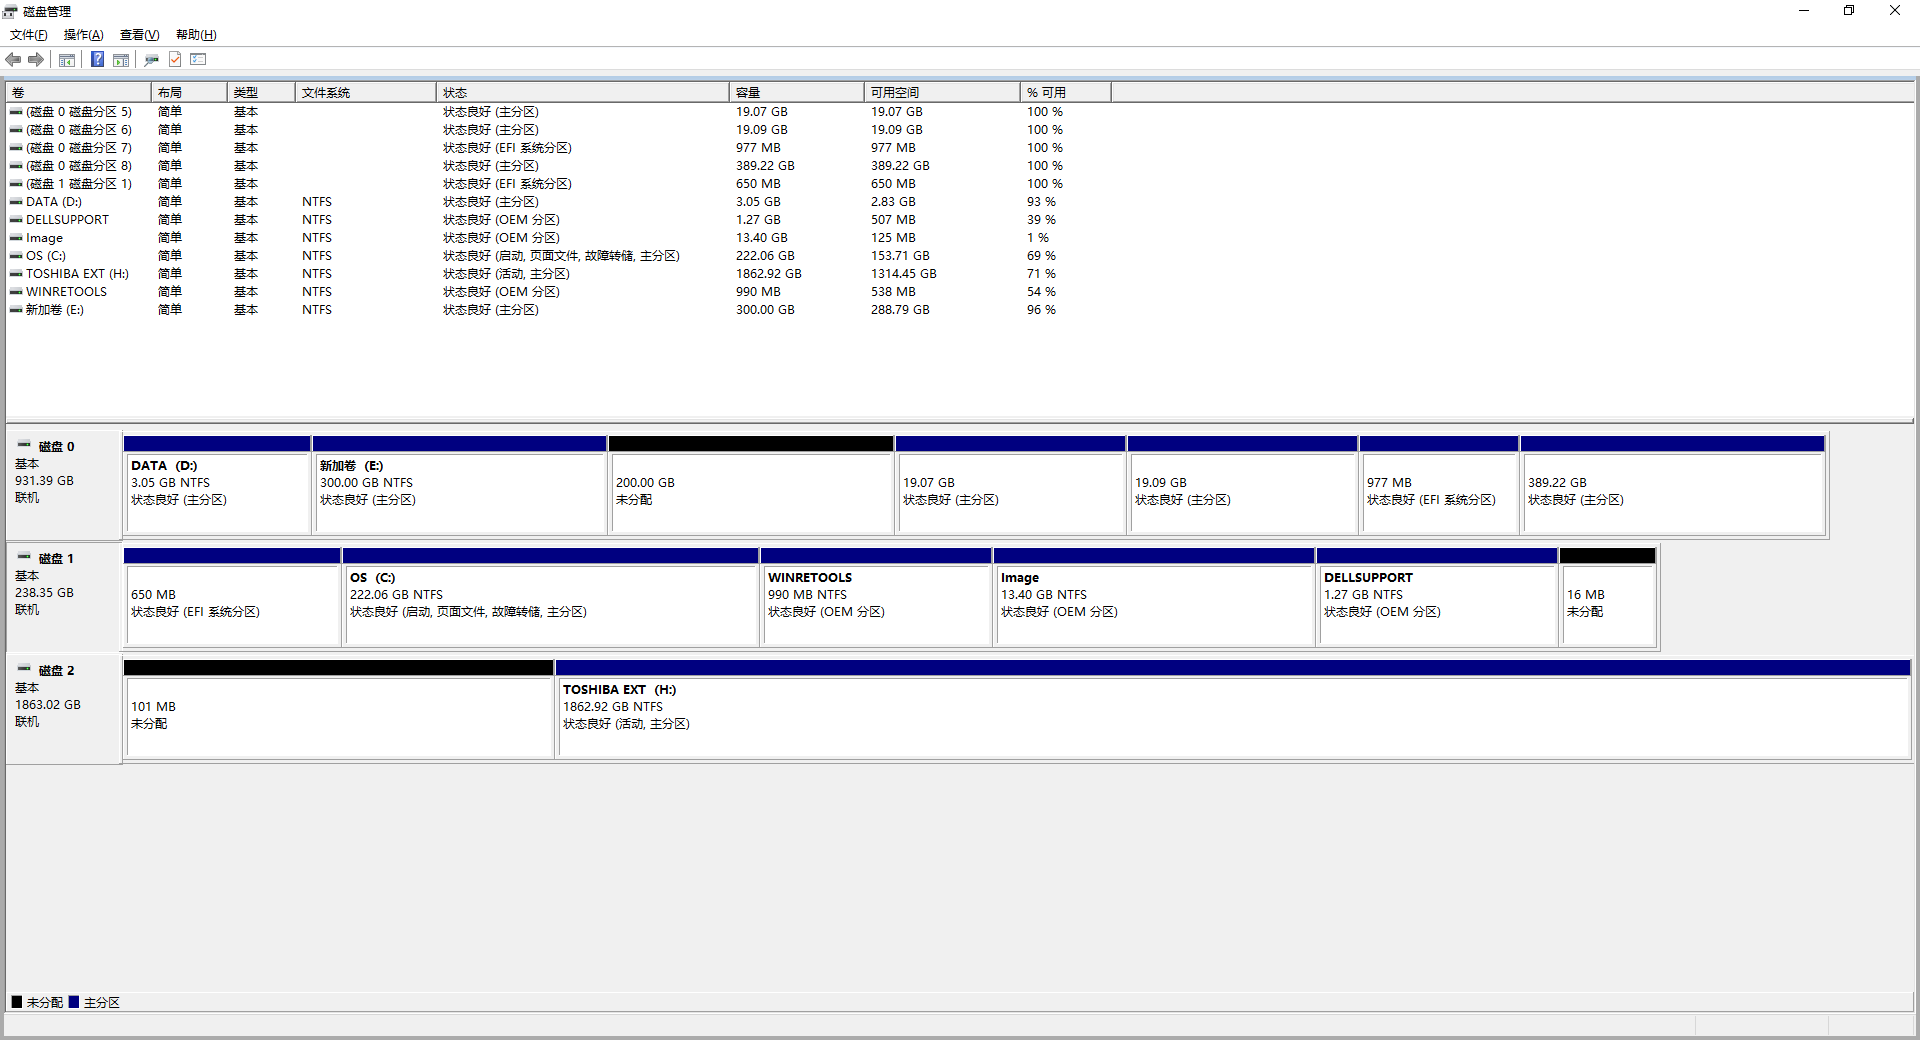 磁盘管理
文件(F) 操作(A) 查看(V) 帮助(H)
卷 布局 类型 文件系统 状态 容量 可用空间 % 可用
(磁盘 0 磁盘分区 5) 简单 基本 状态良好 (主分区) 19.07 GB 19.07 GB 100 %
(磁盘 0 磁盘分区 6) 简单 基本 状态良好 (主分区) 19.09 GB 19.09 GB 100 %
(磁盘 0 磁盘分区 7) 简单 基本 状态良好 (EFI 系统分区) 977 MB 977 MB 100 %
(磁盘 0 磁盘分区 8) 简单 基本 状态良好 (主分区) 389.22 GB 389.22 GB 100 %
(磁盘 1 磁盘分区 1) 简单 基本 状态良好 (EFI 系统分区) 650 MB 650 MB 100 %
DATA (D:) 简单 基本 NTFS 状态良好 (主分区) 3.05 GB 2.83 GB 93 %
DELLSUPPORT 简单 基本 NTFS 状态良好 (OEM 分区) 1.27 GB 507 MB 39 %
Image 简单 基本 NTFS 状态良好 (OEM 分区) 13.40 GB 125 MB 1 %
OS (C:) 简单 基本 NTFS 状态良好 (启动, 页面文件, 故障转储, 主分区) 222.06 GB 153.71 GB 69 %
TOSHIBA EXT (H:) 简单 基本 NTFS 状态良好 (活动, 主分区) 1862.92 GB 1314.45 GB 71 %
WINRETOOLS 简单 基本 NTFS 状态良好 (OEM 分区) 990 MB 538 MB 54 %
新加卷 (E:) 简单 基本 NTFS 状态良好 (主分区) 300.00 GB 288.79 GB 96 %
磁盘 0
基本
931.39 GB
联机
DATA (D:)
3.05 GB NTFS
状态良好 (主分区)
新加卷 (E:)
300.00 GB NTFS
状态良好 (主分区)
200.00 GB
未分配
19.07 GB
状态良好 (主分区)
19.09 GB
状态良好 (主分区)
977 MB
状态良好 (EFI 系统分区)
389.22 GB
状态良好 (主分区)
磁盘 1
基本
238.35 GB
联机
650 MB
状态良好 (EFI 系统分区)
OS (C:)
222.06 GB NTFS
状态良好 (启动, 页面文件, 故障转储, 主分区)
WINRETOOLS
990 MB NTFS
状态良好 (OEM 分区)
Image
13.40 GB NTFS
状态良好 (OEM 分区)
DELLSUPPORT
1.27 GB NTFS
状态良好 (OEM 分区)
16 MB
未分配
磁盘 2
基本
1863.02 GB
联机
101 MB
未分配
TOSHIBA EXT (H:)
1862.92 GB NTFS
状态良好 (活动, 主分区)
未分配 主分区